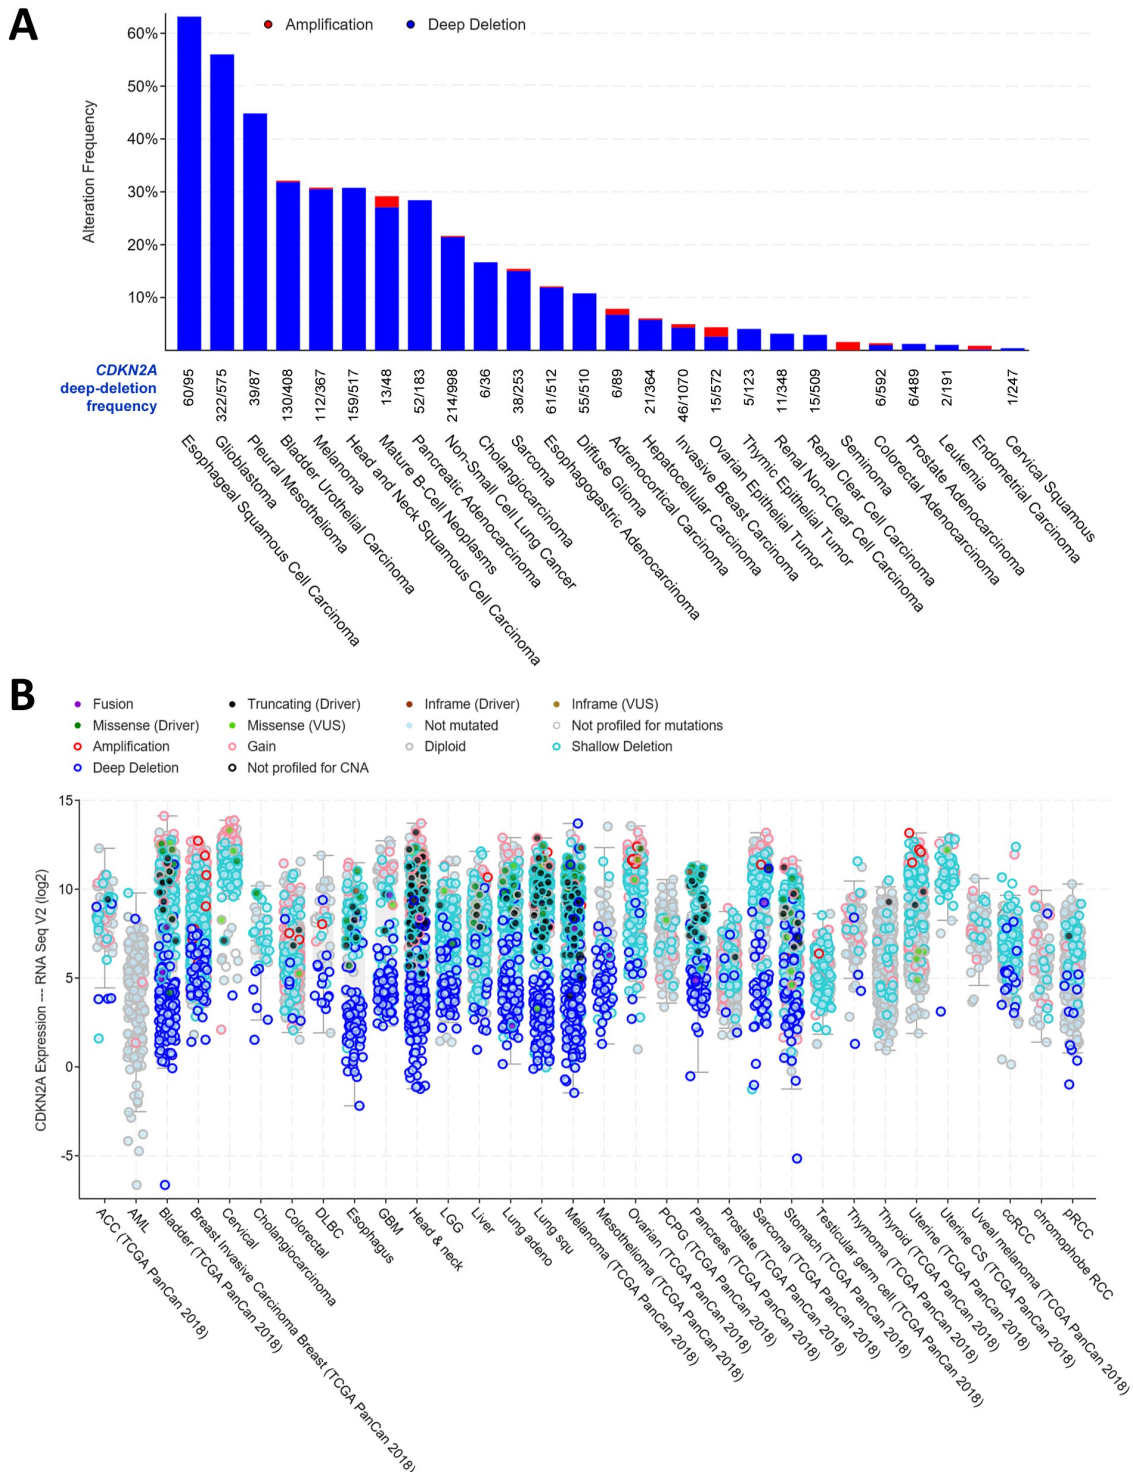 A
Amplification
Deep Deletion
60%
50%
40%
30%
20%
10%
Alteration Frequency
CDKN2A
deep-deletion
frequency
60/95
322/575
39/87
130/408
112/367
159/517
13/48
52/183
214/998
6/36
38/253
61/512
55/510
6/89
21/364
46/1070
15/572
5/123
11/348
15/509
6/592
6/489
2/191
1/247
Esophageal Squamous Cell Carcinoma
Glioblastoma
Pleural Mesothelioma
Bladder Urothelial Carcinoma
Melanoma
Head and Neck Squamous Cell Carcinoma
Mature B-Cell Neoplasms
Pancreatic Adenocarcinoma
Non-Small Cell Lung Cancer
Cholangiocarcinoma
Sarcoma
Esophagogastric Adenocarcinoma
Diffuse Glioma
Adrenocortical Carcinoma
Hepatocellular Carcinoma
Invasive Breast Carcinoma
Ovarian Epithelial Tumor
Thymic Epithelial Tumor
Renal Non-Clear Cell Carcinoma
Renal Clear Cell Carcinoma
Seminoma
Colorectal Adenocarcinoma
Prostate Adenocarcinoma
Leukemia
Endometrial Carcinoma
Cervical Squamous
B
Fusion
Truncating (Driver)
Inframe (Driver)
Inframe (VUS)
Missense (Driver)
Missense (VUS)
Not mutated
Not profiled for mutations
Amplification
Gain
Diploid
Shallow Deletion
Deep Deletion
Not profiled for CNA
15
10
5
0
-5
CDKN2A Expression --- RNA Seq V2 (log2)
ACC (TCGA PanCan 2018)
AML
Bladder (TCGA PanCan 2018)
Breast Invasive Carcinoma Breast (TCGA PanCan 2018)
Cervical
Cholangiocarcinoma
Colorectal
DLBC
Esophagus
GBM
Head & neck
LGG
Liver
Lung adeno
Lung squ
Melanoma (TCGA PanCan 2018)
Mesothelioma (TCGA PanCan 2018)
Ovarian (TCGA PanCan 2018)
PCPG (TCGA PanCan 2018)
Pancreas (TCGA PanCan 2018)
Prostate (TCGA PanCan 2018)
Sarcoma (TCGA PanCan 2018)
Stomach (TCGA PanCan 2018)
Testicular germ cell (TCGA PanCan 2018)
Thymoma (TCGA PanCan 2018)
Thyroid (TCGA PanCan 2018)
Uterine (TCGA PanCan 2018)
Uterine CS (TCGA PanCan 2018)
Uveal melanoma (TCGA PanCan 2018)
ccRCC
chromophobe RCC
pRCC